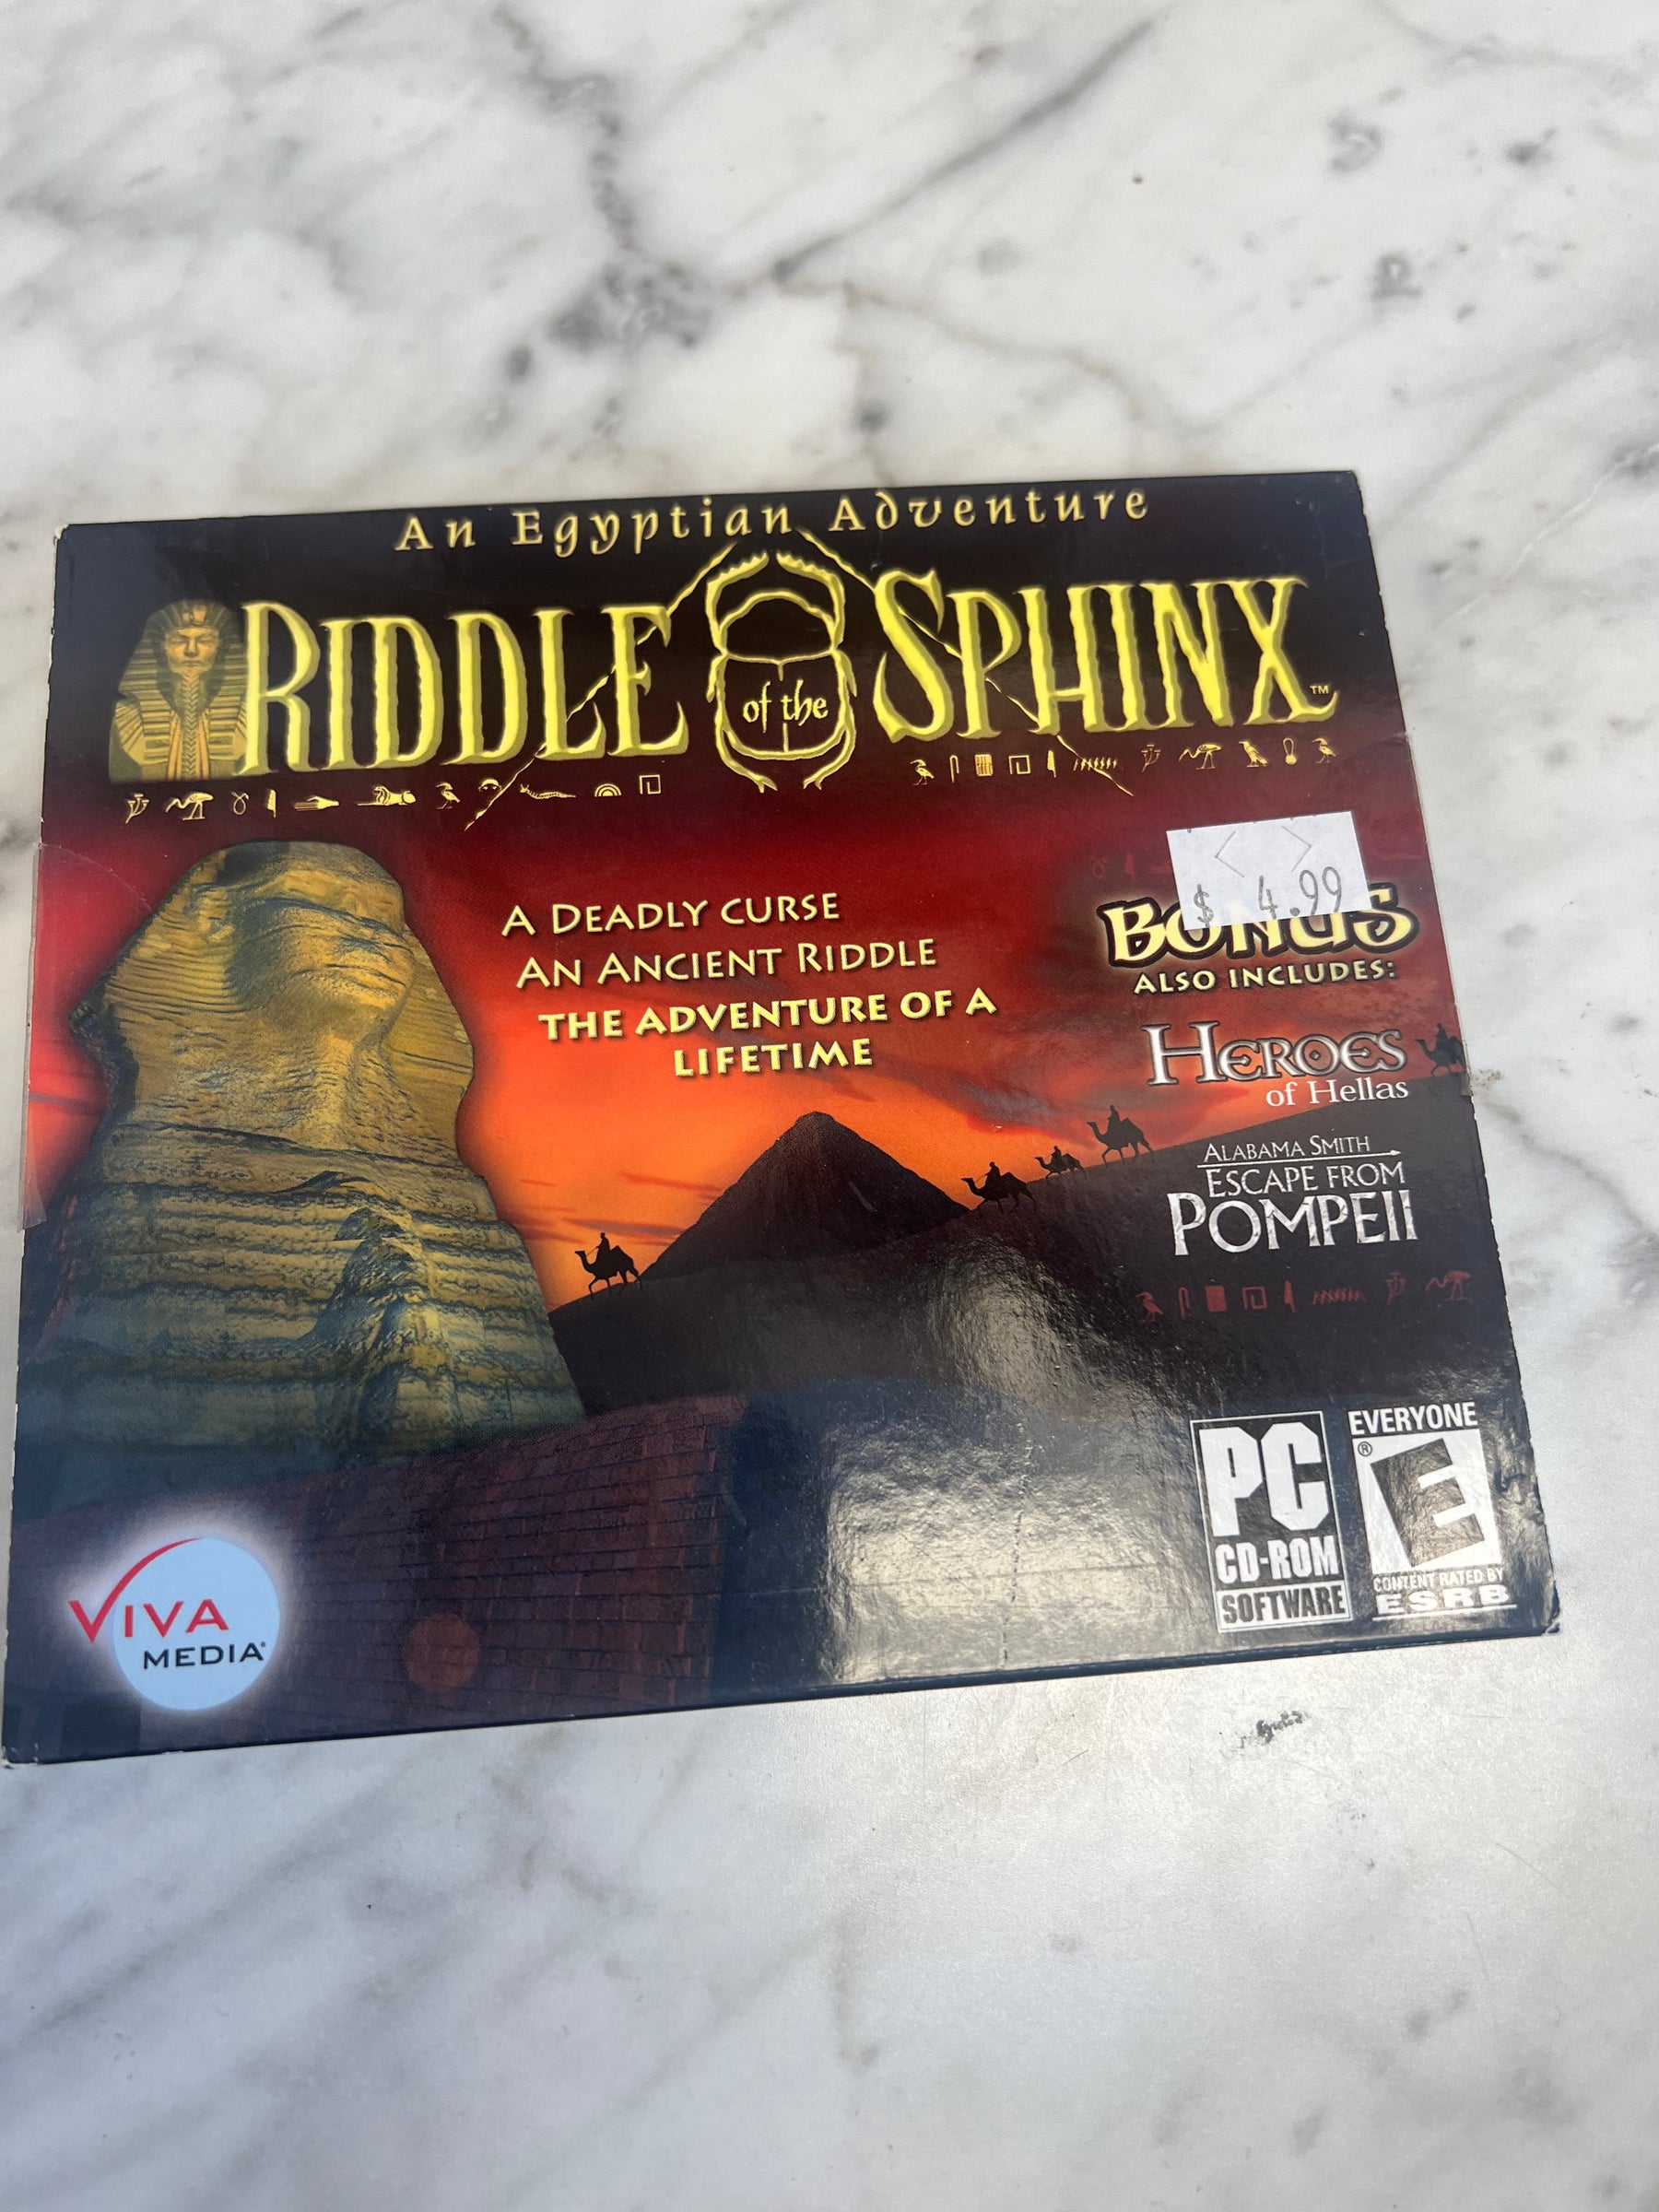 An Egyptian Adventure
RIDDLE of the SPHINX™
A DEADLY CURSE
AN ANCIENT RIDDLE
THE ADVENTURE OF A
LIFETIME
$ 4.99
BONUS
ALSO INCLUDES:
HEROES
of Hellas
ALABAMA SMITH
ESCAPE FROM
POMPEII
VIVA
MEDIA®
PC
CD-ROM
SOFTWARE
EVERYONE
E®
CONTENT RATED BY
ESRB